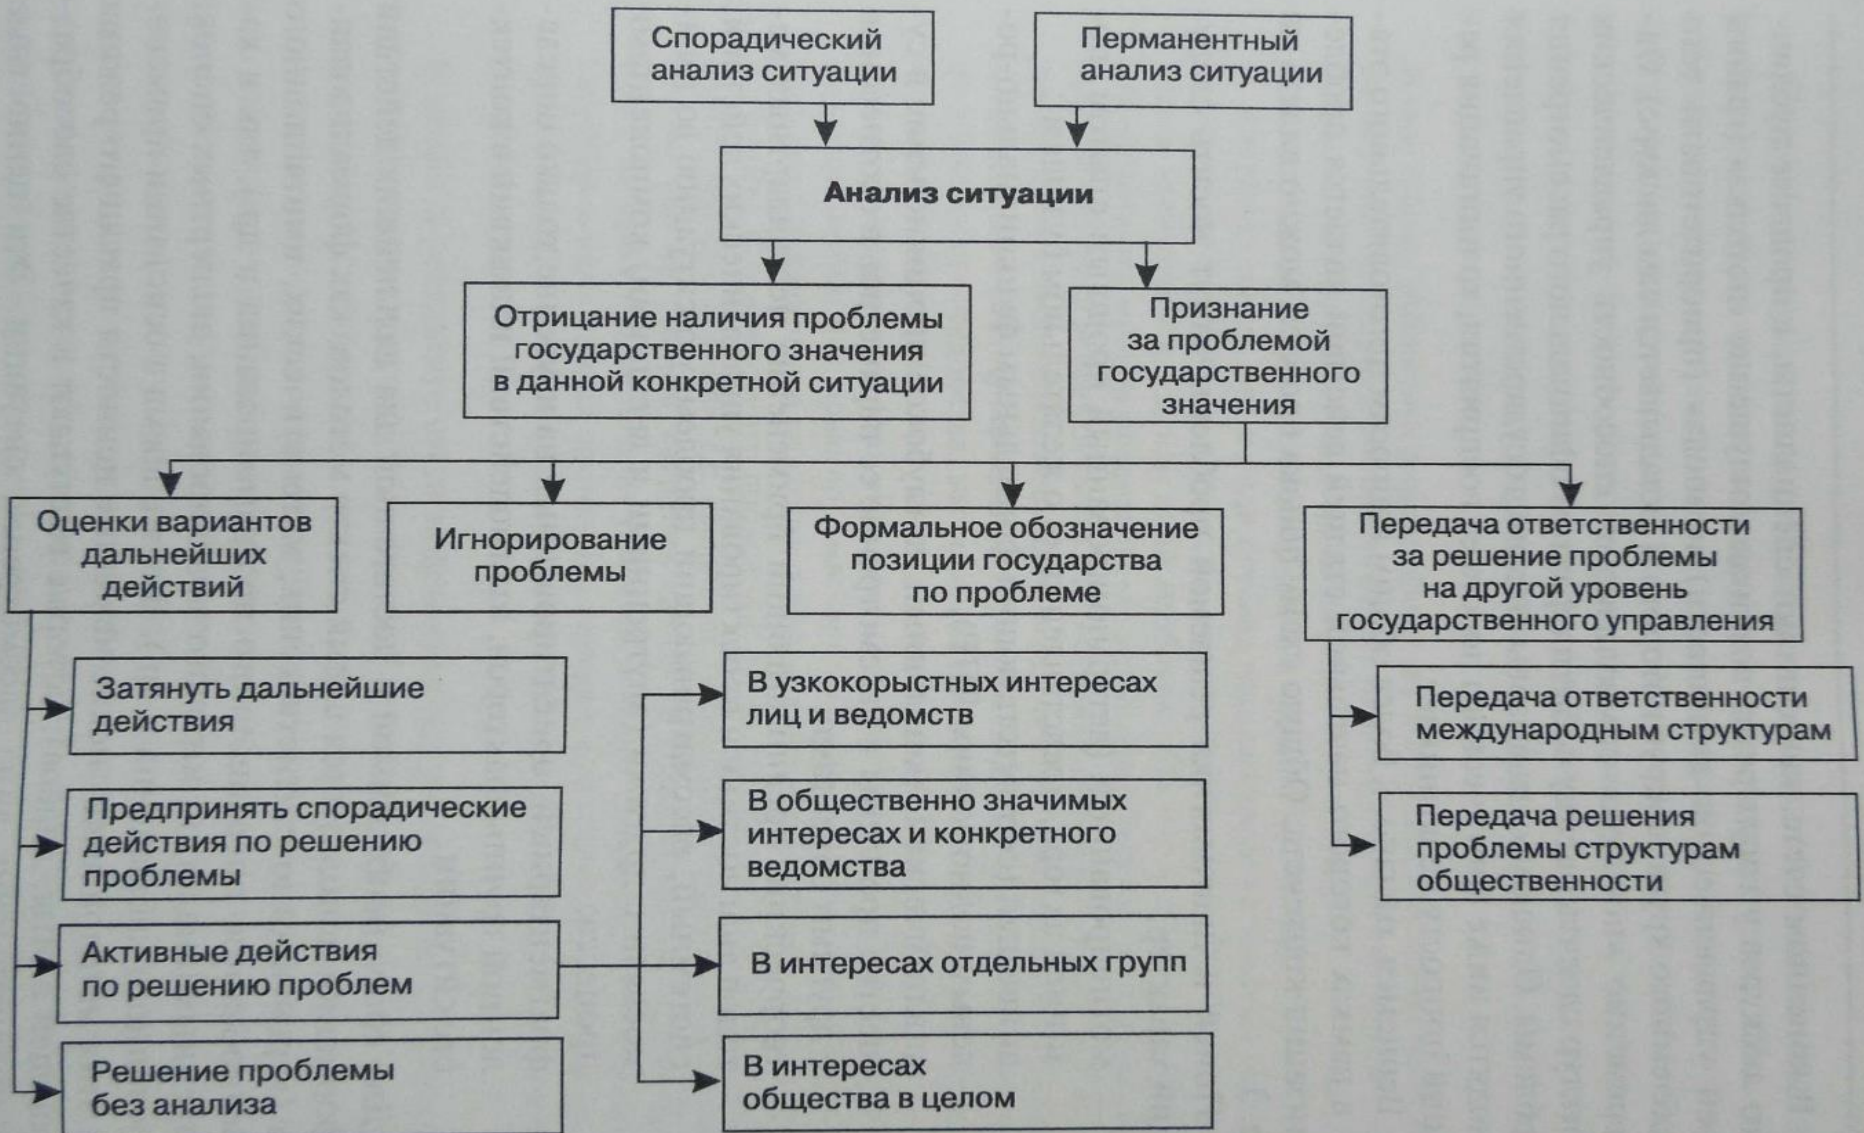 Спорадический
анализ ситуации
Перманентный
анализ ситуации
Анализ ситуации
Отрицание наличия проблемы
государственного значения
в данной конкретной ситуации
Признание
за проблемой
государственного
значения
Оценки вариантов
дальнейших
действий
Игнорирование
проблемы
Формальное обозначение
позиции государства
по проблеме
Передача ответственности
за решение проблемы
на другой уровень
государственного управления
Затянуть дальнейшие
действия
Предпринять спорадические
действия по решению
проблемы
Активные действия
по решению проблем
Решение проблемы
без анализа
В узкокорыстных интересах
лиц и ведомств
В общественно значимых
интересах и конкретного
ведомства
В интересах отдельных групп
В интересах
общества в целом
Передача ответственности
международным структурам
Передача решения
проблемы структурам
общественности